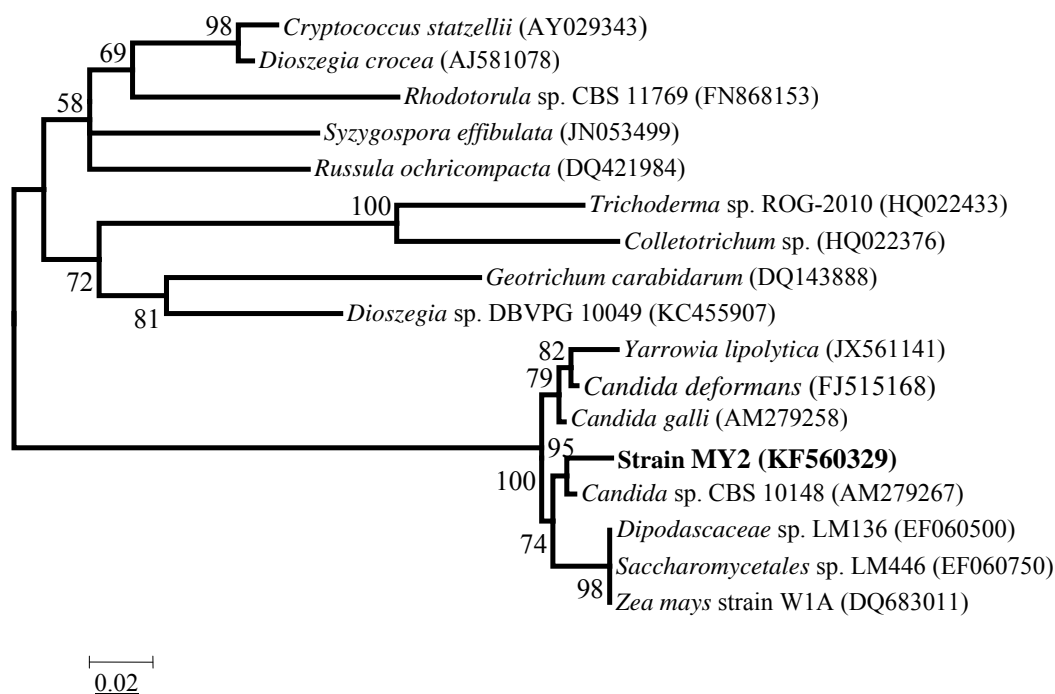 98
Cryptococcus statzellii (AY029343)
69
Dioszegia crocea (AJ581078)
58
Rhodotorula sp. CBS 11769 (FN868153)
Syzygospora effibulata (JN053499)
Russula ochricompacta (DQ421984)
100
Trichoderma sp. ROG-2010 (HQ022433)
Colletotrichum sp. (HQ022376)
72
Geotrichum carabidarum (DQ143888)
81
Dioszegia sp. DBVPG 10049 (KC455907)
82
Yarrowia lipolytica (JX561141)
79
Candida deformans (FJ515168)
Candida galli (AM279258)
95
Strain MY2 (KF560329)
100
Candida sp. CBS 10148 (AM279267)
74
Dipodascaceae sp. LM136 (EF060500)
Saccharomycetales sp. LM446 (EF060750)
98
Zea mays strain W1A (DQ683011)
0.02